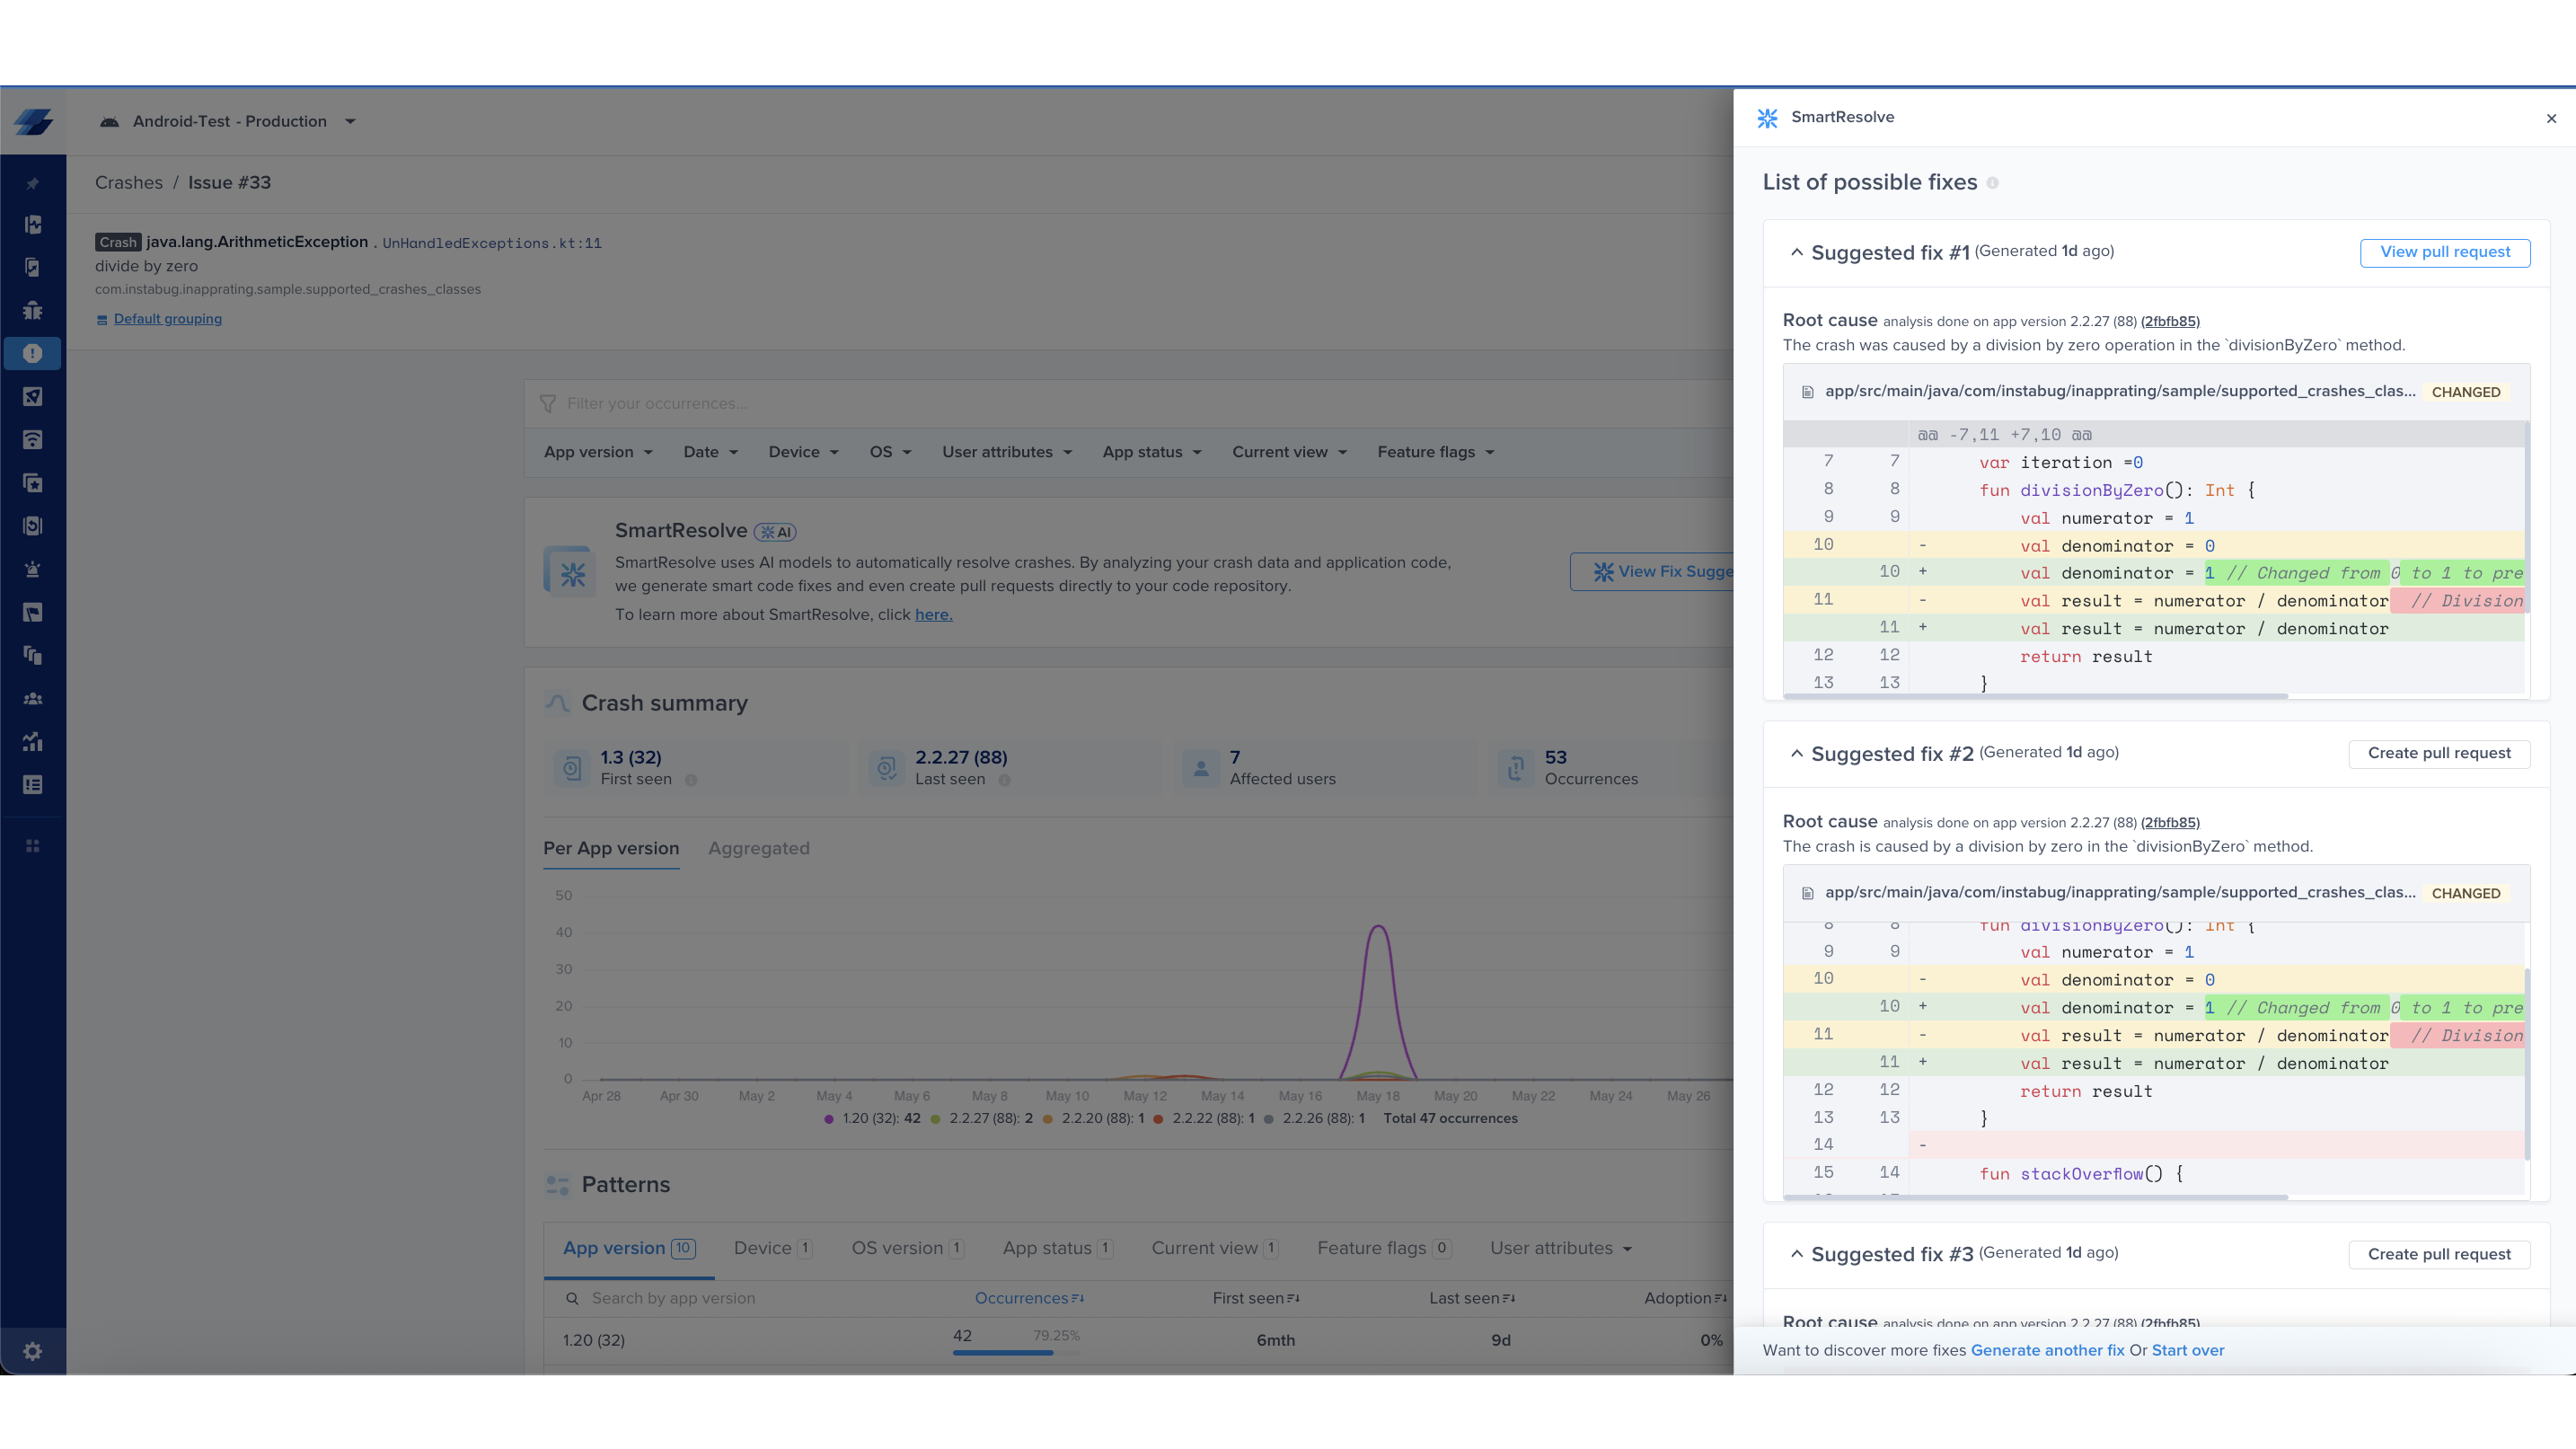 Android-Test - Production
Crashes / Issue #33
Crash java.lang.ArithmeticException . UnHandledExceptions.kt:11
divide by zero
com.instabug.inapprating.sample.supported_crashes_classes
Default grouping
Filter your occurrences...
App version Date Device OS User attributes App status Current view Feature flags
SmartResolve AI
SmartResolve uses AI models to automatically resolve crashes. By analyzing your crash data and application code,
we generate smart code fixes and even create pull requests directly to your code repository.
To learn more about SmartResolve, click here.
View Fix Sugge
Crash summary
1.3 (32)
First seen
2.2.27 (88)
Last seen
7
Affected users
53
Occurrences
Per App version Aggregated
50
40
30
20
10
0
Apr 28 Apr 30 May 2 May 4 May 6 May 8 May 10 May 12 May 14 May 16 May 18 May 20 May 22 May 24 May 26
1.20 (32): 42 2.2.27 (88): 2 2.2.20 (88): 1 2.2.22 (88): 1 2.2.26 (88): 1 Total 47 occurrences
Patterns
App version 10 Device 1 OS version 1 App status 1 Current view 1 Feature flags 0 User attributes
Search by app version Occurrences First seen Last seen Adoption
1.20 (32) 42 79.25% 6mth 9d 0%
SmartResolve
List of possible fixes
Suggested fix #1 (Generated 1d ago) View pull request
Root cause analysis done on app version 2.2.27 (88) (2fbfb85)
The crash was caused by a division by zero operation in the `divisionByZero` method.
app/src/main/java/com/instabug/inapprating/sample/supported_crashes_clas... CHANGED
@@ -7,11 +7,10 @@
7 7 var iteration =0
8 8 fun divisionByZero(): Int {
9 9 val numerator = 1
10 - val denominator = 0
10 + val denominator = 1 // Changed from 0 to 1 to pre
11 - val result = numerator / denominator // Division
11 + val result = numerator / denominator
12 12 return result
13 13 }
Suggested fix #2 (Generated 1d ago) Create pull request
Root cause analysis done on app version 2.2.27 (88) (2fbfb85)
The crash is caused by a division by zero in the `divisionByZero` method.
app/src/main/java/com/instabug/inapprating/sample/supported_crashes_clas... CHANGED
8 8 fun divisionByZero(): Int {
9 9 val numerator = 1
10 - val denominator = 0
10 + val denominator = 1 // Changed from 0 to 1 to pre
11 - val result = numerator / denominator // Division
11 + val result = numerator / denominator
12 12 return result
13 13 }
14 -
15 14 fun stackOverflow() {
Suggested fix #3 (Generated 1d ago) Create pull request
Root cause analysis done on app version 2.2.27 (88) (2fbfb85)
Want to discover more fixes Generate another fix Or Start over